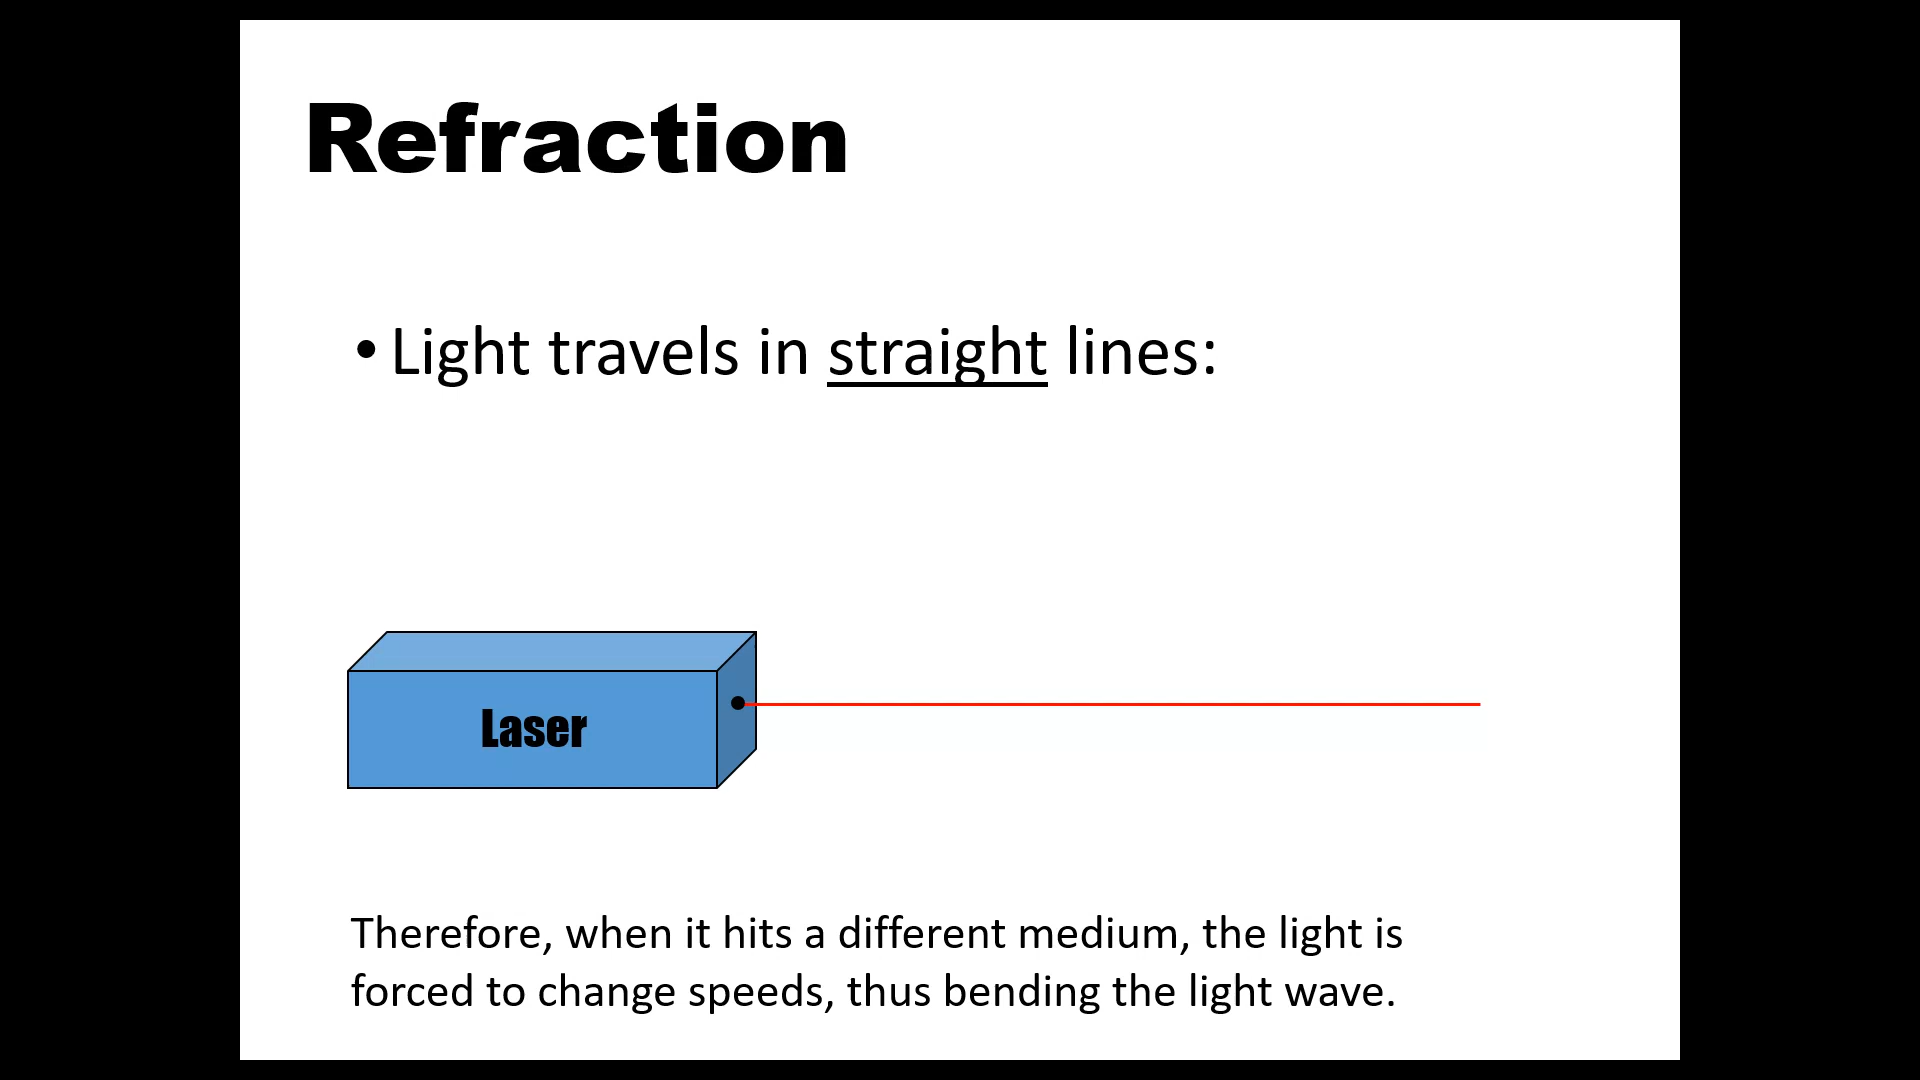 Refraction
• Light travels in straight lines:
Laser
Therefore, when it hits a different medium, the light is
forced to change speeds, thus bending the light wave.